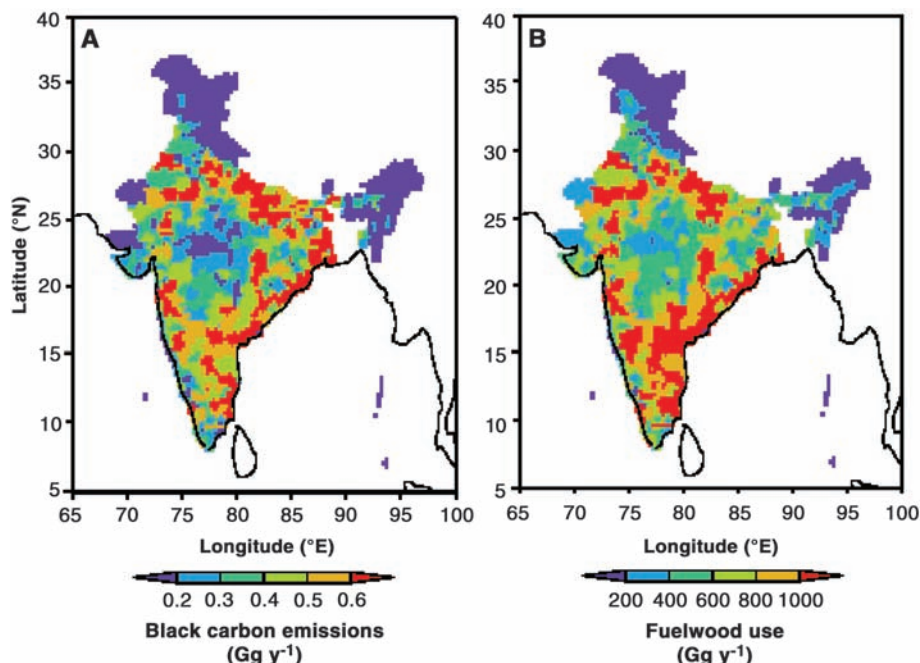 A
B
40
35
30
25
20
15
10
5
Latitude (°N)
40
35
30
25
20
15
10
5
65 70 75 80 85 90 95 100
65 70 75 80 85 90 95 100
Longitude (°E)
Longitude (°E)
0.2 0.3 0.4 0.5 0.6
200 400 600 800 1000
Black carbon emissions
(Gg y⁻¹)
Fuelwood use
(Gg y⁻¹)